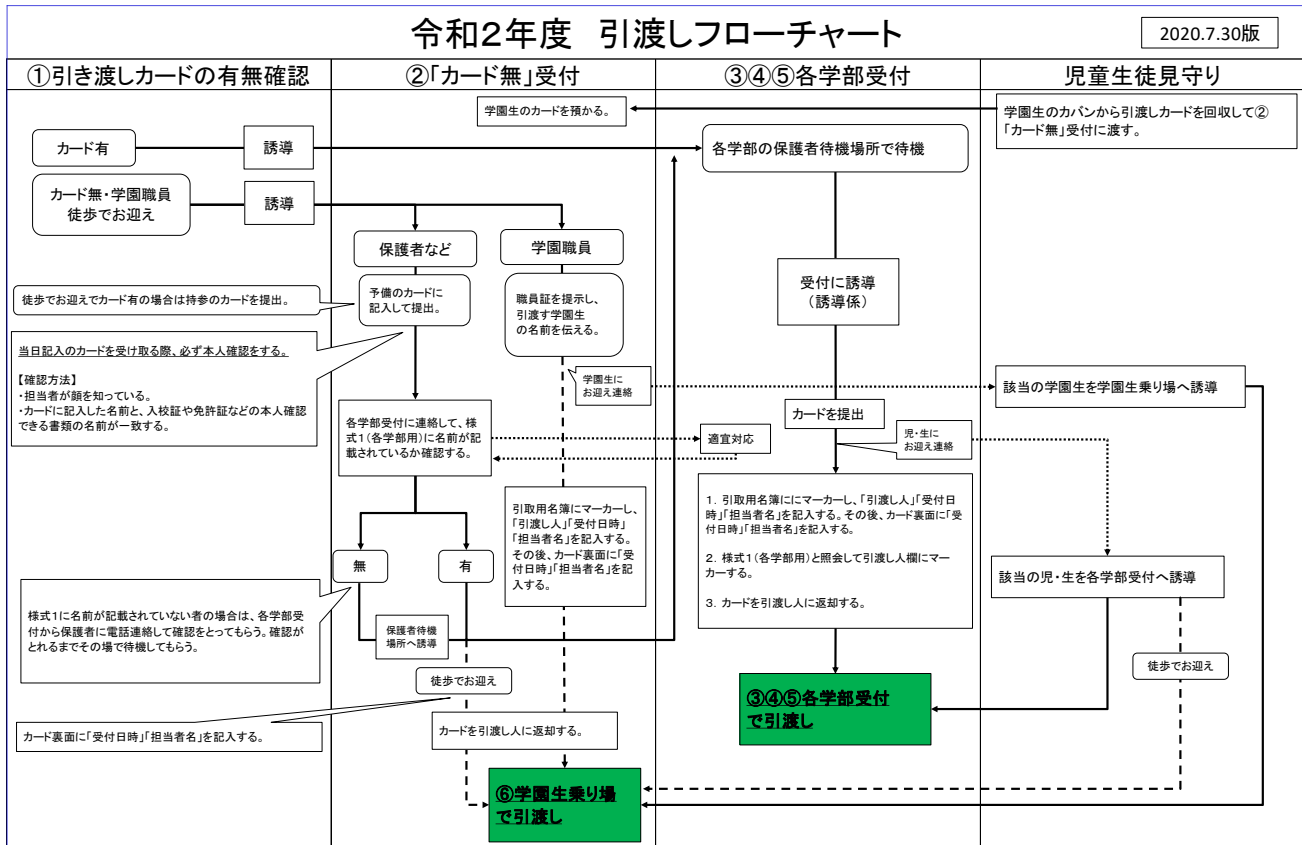 令和２年度　引渡しフローチャート
2020.7.30版
①引き渡しカードの有無確認
②「カード無」受付
③④⑤各学部受付
児童生徒見守り
学園生のカードを預かる。
学園生のカバンから引渡しカードを回収して②
「カード無」受付に渡す。
カード有
誘導
各学部の保護者待機場所で待機
カード無・学園職員
徒歩でお迎え
誘導
保護者など
学園職員
徒歩でお迎えでカード有の場合は持参のカードを提出。
予備のカードに
記入して提出。
職員証を提示し、
引渡す学園生
の名前を伝える。
受付に誘導
（誘導係）
当日記入のカードを受け取る際、必ず本人確認をする。
【確認方法】
・担当者が顔を知っている。
・カードに記入した名前と、入校証や免許証などの本人確認
できる書類の名前が一致する。
学園生に
お迎え連絡
該当の学園生を学園生乗り場へ誘導
各学部受付に連絡して、様
式1（各学部用）に名前が記
載されているか確認する。
適宜対応
カードを提出
児・生に
お迎え連絡
引取用名簿にマーカーし、
「引渡し人」「受付日時」
「担当者名」を記入する。
その後、カード裏面に「受
付日時」「担当者名」を記
入する。
1．引取用名簿ににマーカーし、「引渡し人」「受付日
時」「担当者名」を記入する。その後、カード裏面に「受
付日時」「担当者名」を記入する。
2．様式1（各学部用）と照会して引渡し人欄にマー
カーする。
3．カードを引渡し人に返却する。
無
有
該当の児・生を各学部受付へ誘導
様式1に名前が記載されていない者の場合は、各学部受
付から保護者に電話連絡して確認をとってもらう。確認が
とれるまでその場で待機してもらう。
保護者待機
場所へ誘導
徒歩でお迎え
徒歩でお迎え
③④⑤各学部受付
で引渡し
カード裏面に「受付日時」「担当者名」を記入する。
カードを引渡し人に返却する。
⑥学園生乗り場
で引渡し